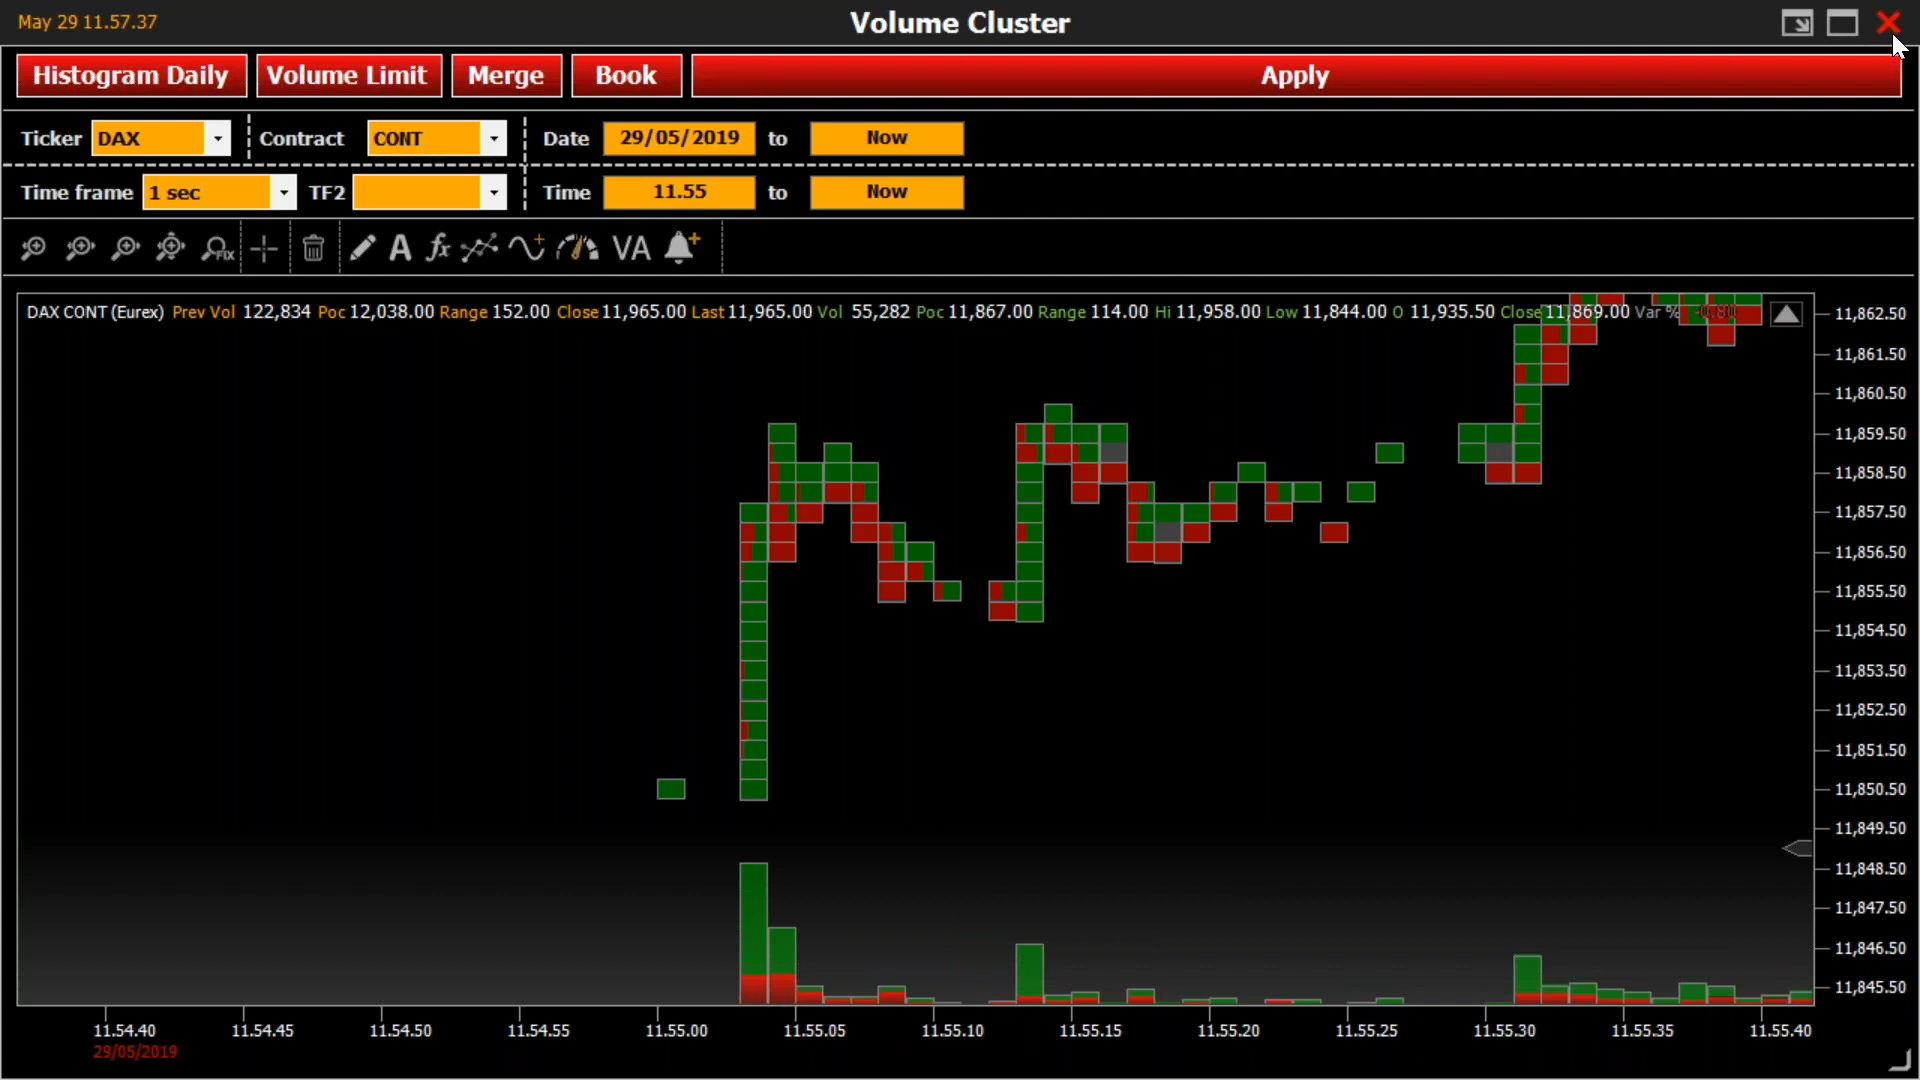 May 29 11.57.37
Volume Cluster
Histogram Daily Volume Limit Merge Book Apply
Ticker DAX Contract CONT Date 29/05/2019 to Now
Time frame 1 sec TF2 Time 11.55 to Now
FIX A fx VA
DAX CONT (Eurex) Prev Vol 122,834 Poc 12,038.00 Range 152.00 Close 11,965.00 Last 11,965.00 Vol 55,282 Poc 11,867.00 Range 114.00 Hi 11,958.00 Low 11,844.00 O 11,935.50 Close 11,869.00 Var % -0.80
11,862.50
11,861.50
11,860.50
11,859.50
11,858.50
11,857.50
11,856.50
11,855.50
11,854.50
11,853.50
11,852.50
11,851.50
11,850.50
11,849.50
11,848.50
11,847.50
11,846.50
11,845.50
11.54.40 11.54.45 11.54.50 11.54.55 11.55.00 11.55.05 11.55.10 11.55.15 11.55.20 11.55.25 11.55.30 11.55.35 11.55.40
29/05/2019